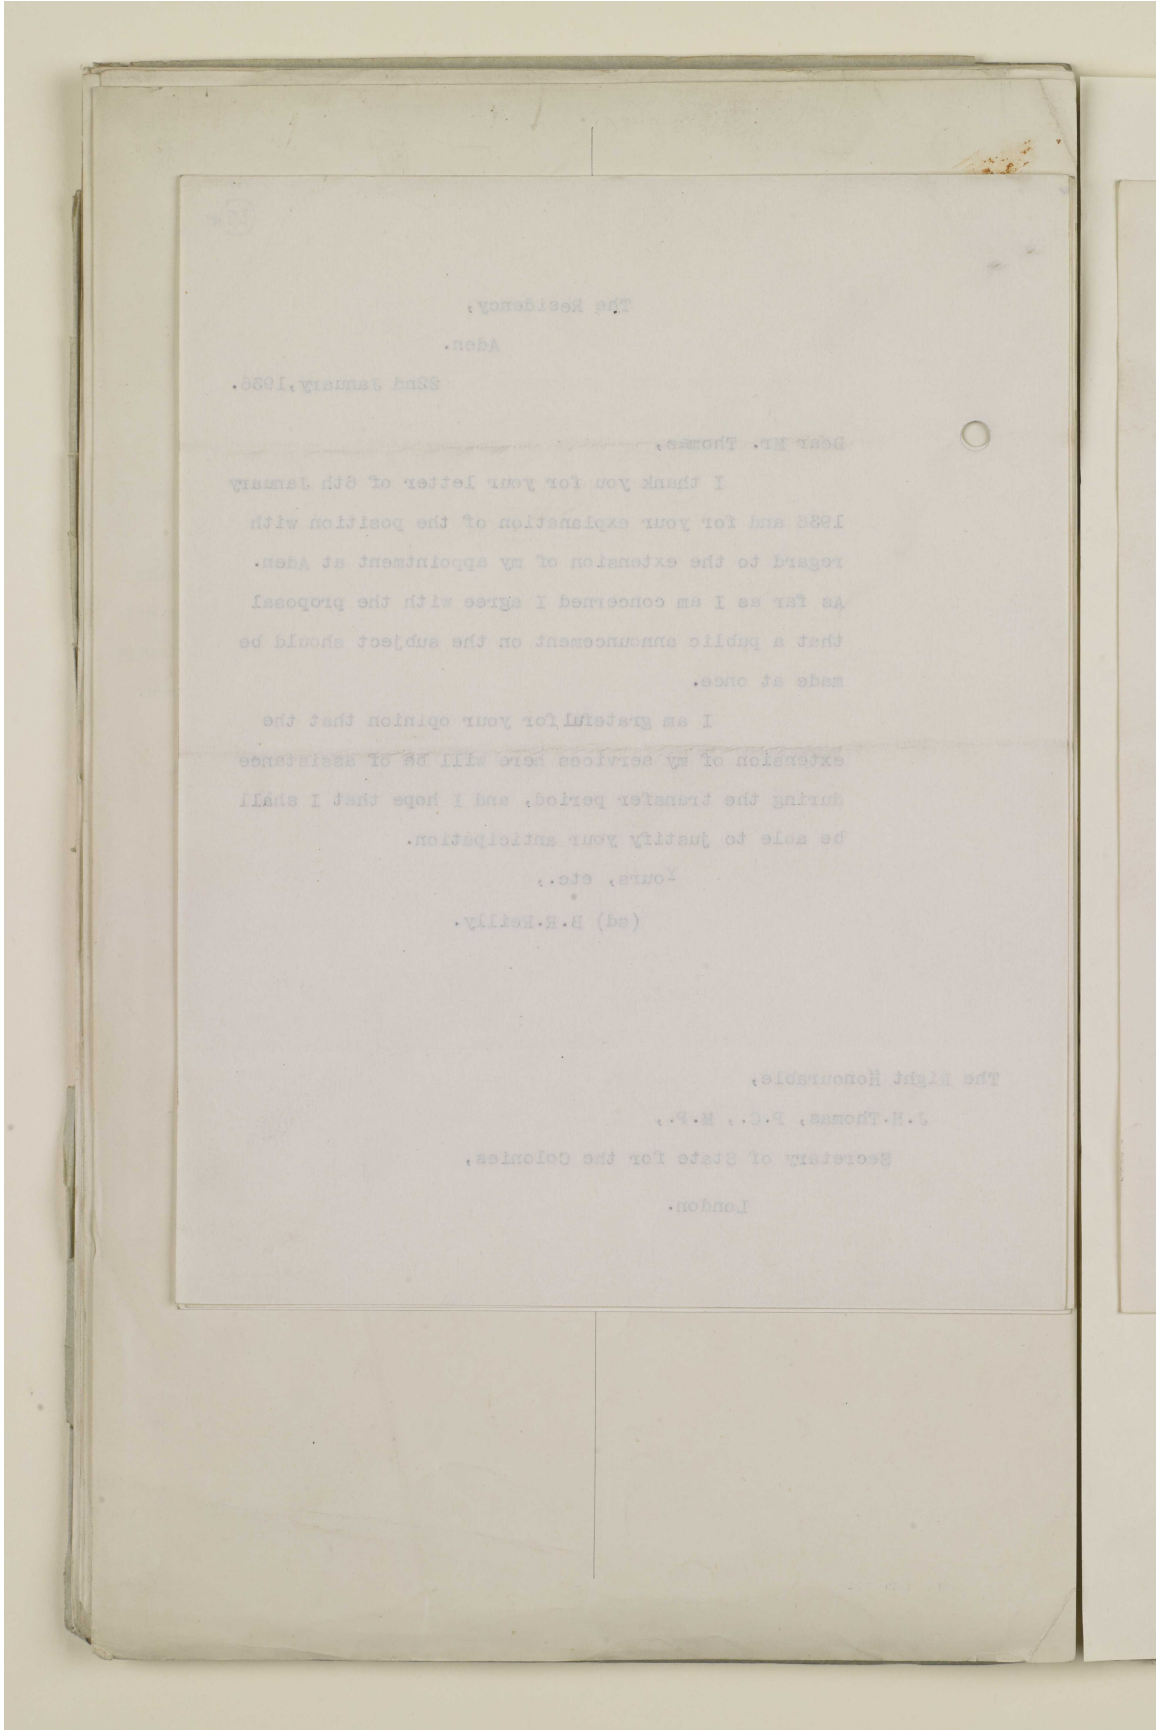 The Residency,
Aden.
22nd January, 1936.
Dear Mr. Thomas,
I thank you for your letter of 6th January
1936 and for your explanation of the position with
regard to the extension of my appointment at Aden.
As far as I am concerned I agree with the proposal
that a public announcement on the subject should be
made at once.
I am grateful for your opinion that the
extension of my services here will be of assistance
during the transfer period, and I hope that I shall
be able to justify your anticipation.
Yours, etc.,
(sd) B.R.Reilly.
The Right Honourable,
J.H.Thomas, P.C., M.P.,
Secretary of State for the Colonies,
London.